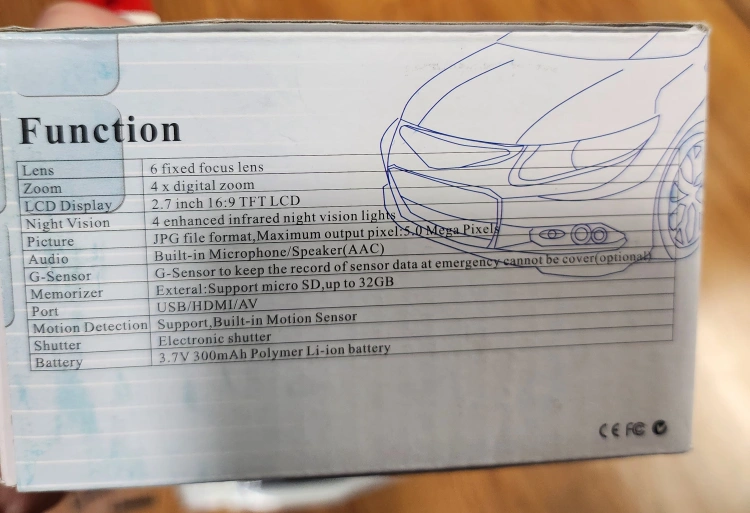 Function
Lens 6 fixed focus lens
Zoom 4 x digital zoom
LCD Display 2.7 inch 16:9 TFT LCD
Night Vision 4 enhanced infrared night vision lights
Picture JPG file format,Maximum output pixel:5.0 Mega Pixels
Audio Built-in Microphone/Speaker(AAC)
G-Sensor G-Sensor to keep the record of sensor data at emergency cannot be cover(optional)
Memorizer Exteral:Support micro SD,up to 32GB
Port USB/HDMI/AV
Motion Detection Support,Built-in Motion Sensor
Shutter Electronic shutter
Battery 3.7V 300mAh Polymer Li-ion battery
CE FC